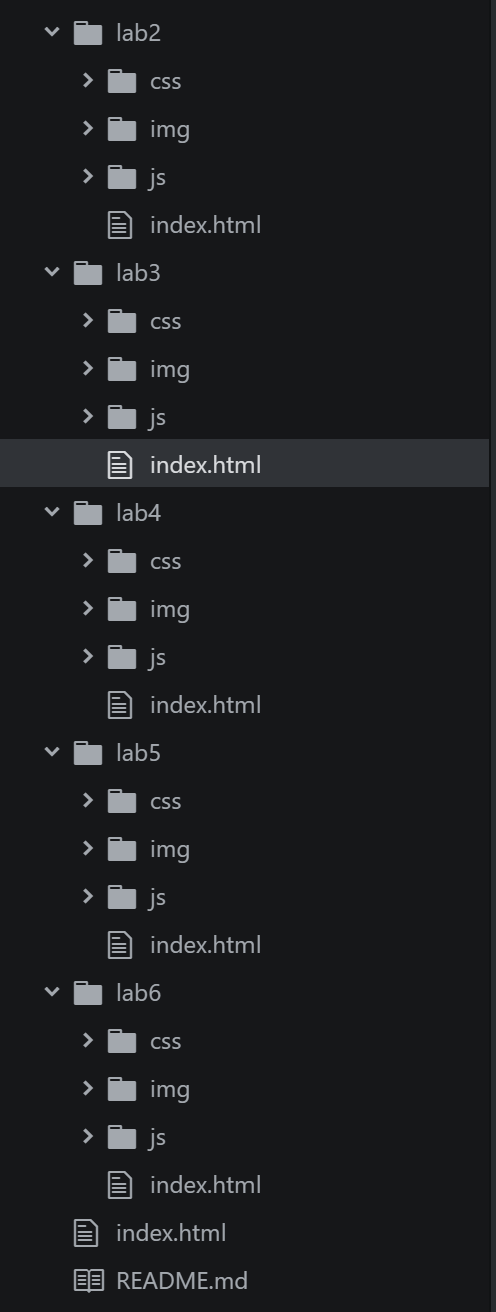 lab2
css
img
js
index.html
lab3
css
img
js
index.html
lab4
css
img
js
index.html
lab5
css
img
js
index.html
lab6
css
img
js
index.html
index.html
README.md